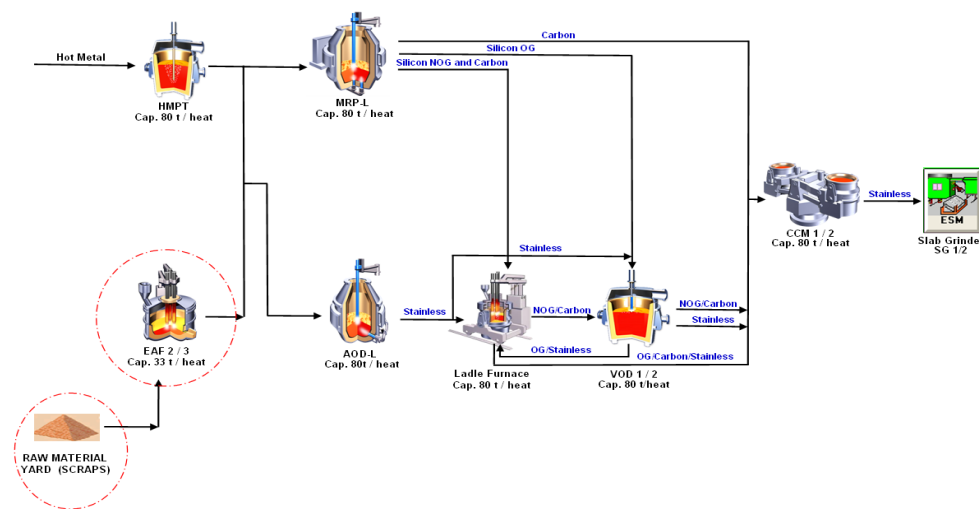 Carbon
Silicon OG
Hot Metal
Silicon NOG and Carbon
HMPT
Cap. 80 t / heat
MRP-L
Cap. 80 t / heat
Stainless
ESM
CCM 1 / 2
Cap. 80 t / heat
Slab Grinde
SG 1/2
Stainless
EAF 2 / 3
Cap. 33 t / heat
Stainless
NOG/Carbon
NOG/Carbon
Stainless
AOD-L
Cap. 80t / heat
OG/Stainless
OG/Carbon/Stainless
Ladle Furnace
Cap. 80 t / heat
VOD 1 / 2
Cap. 80 t/heat
RAW MATERIAL
YARD (SCRAPS)